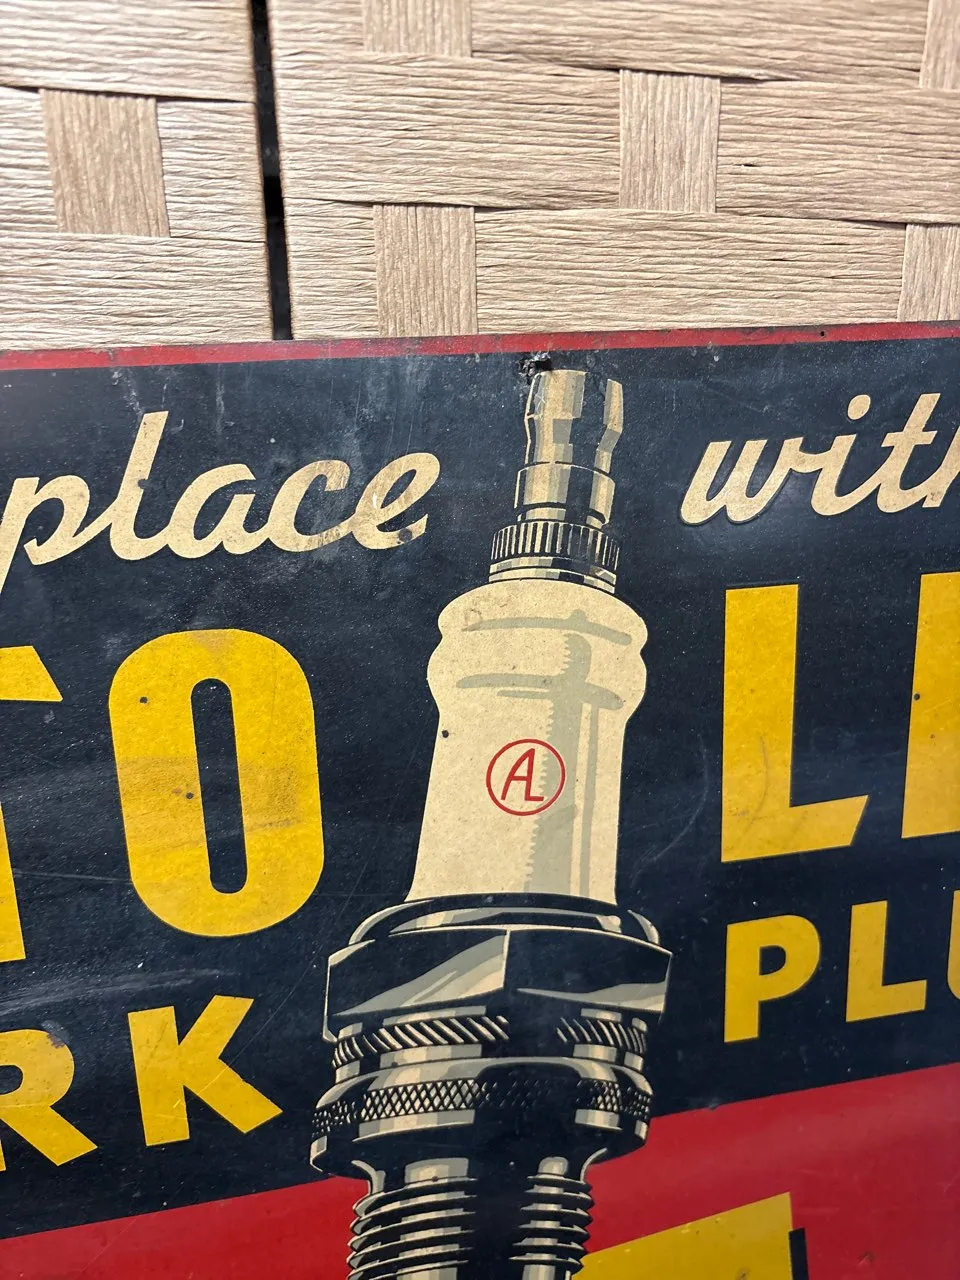 place with
TO LI
AL
RK PLU